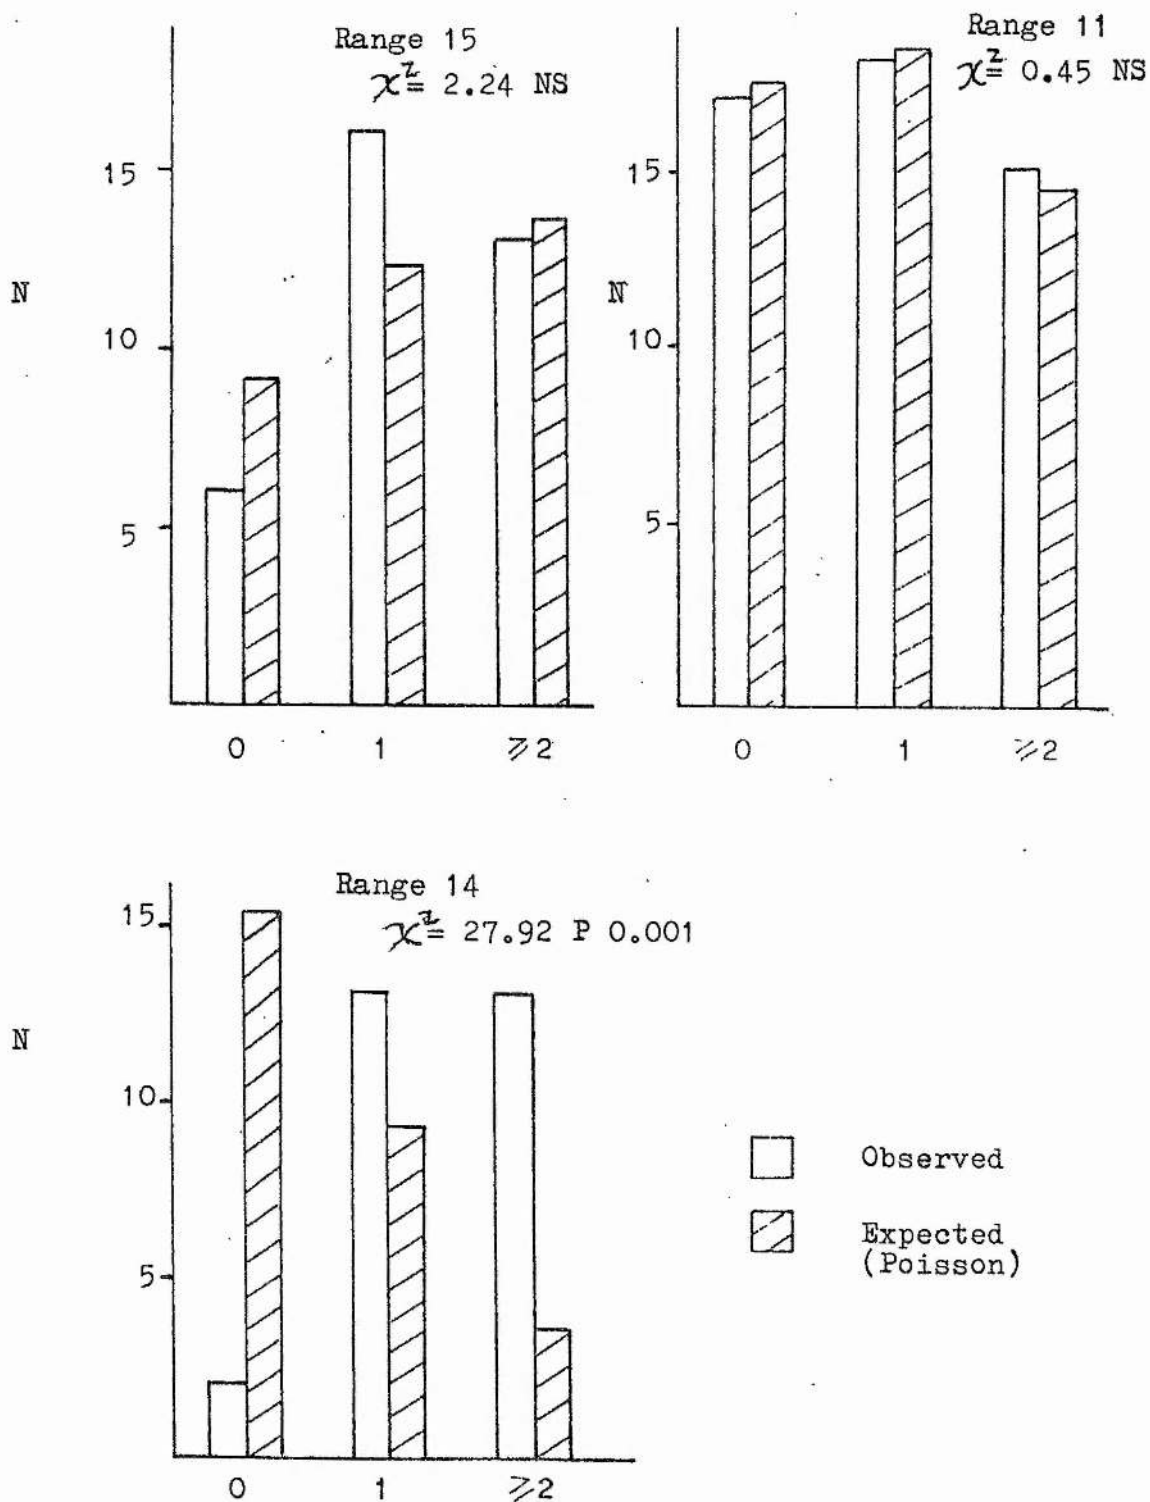 Range 15
χ²= 2.24 NS
15
10
5
N
0 1 ⩾2
Range 11
χ²= 0.45 NS
15
10
5
N
0 1 ⩾2
Range 14
χ²= 27.92 P 0.001
15
10
5
N
0 1 ⩾2
Observed
Expected
(Poisson)